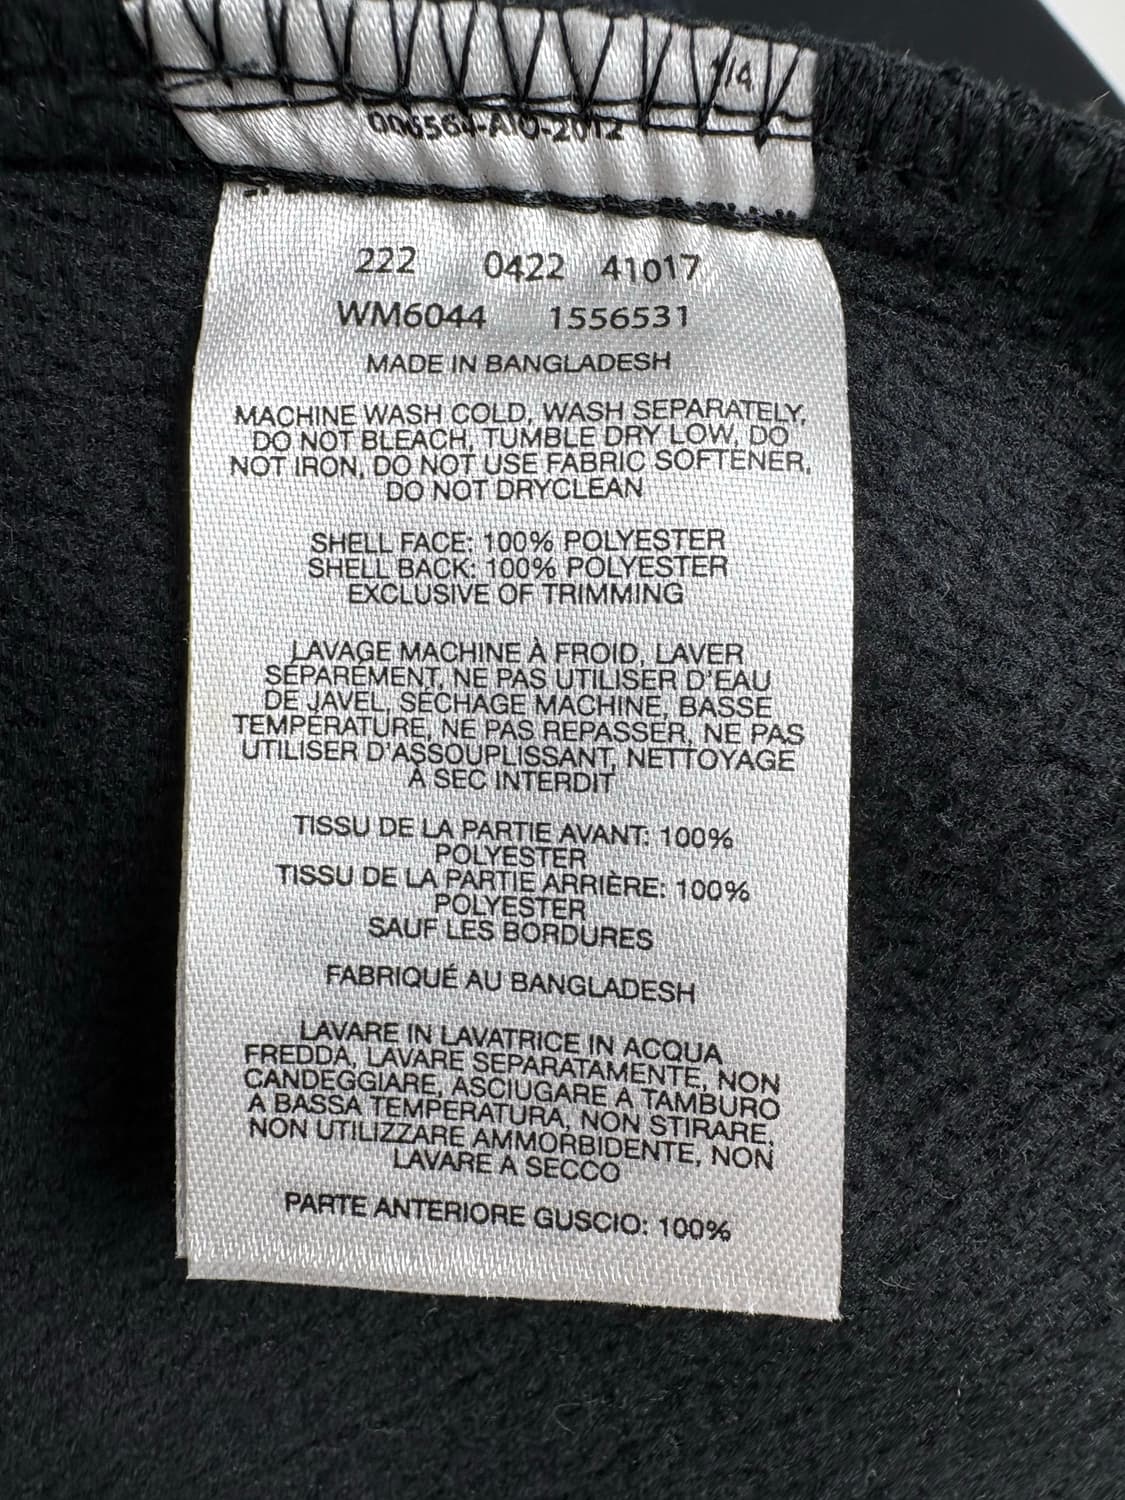 1/4
222 0422 41017
WM6044 1556531
MADE IN BANGLADESH
MACHINE WASH COLD, WASH SEPARATELY,
DO NOT BLEACH, TUMBLE DRY LOW, DO
NOT IRON, DO NOT USE FABRIC SOFTENER,
DO NOT DRYCLEAN
SHELL FACE: 100% POLYESTER
SHELL BACK: 100% POLYESTER
EXCLUSIVE OF TRIMMING
LAVAGE MACHINE À FROID, LAVER
SÉPARÉMENT, NE PAS UTILISER D'EAU
DE JAVEL, SÉCHAGE MACHINE, BASSE
TEMPÉRATURE, NE PAS REPASSER, NE PAS
UTILISER D'ASSOUPLISSANT, NETTOYAGE
À SEC INTERDIT
TISSU DE LA PARTIE AVANT: 100%
POLYESTER
TISSU DE LA PARTIE ARRIÈRE: 100%
POLYESTER
SAUF LES BORDURES
FABRIQUÉ AU BANGLADESH
LAVARE IN LAVATRICE IN ACQUA
FREDDA, LAVARE SEPARATAMENTE, NON
CANDEGGIARE, ASCIUGARE A TAMBURO
A BASSA TEMPERATURA, NON STIRARE,
NON UTILIZZARE AMMORBIDENTE, NON
LAVARE A SECCO
PARTE ANTERIORE GUSCIO: 100%